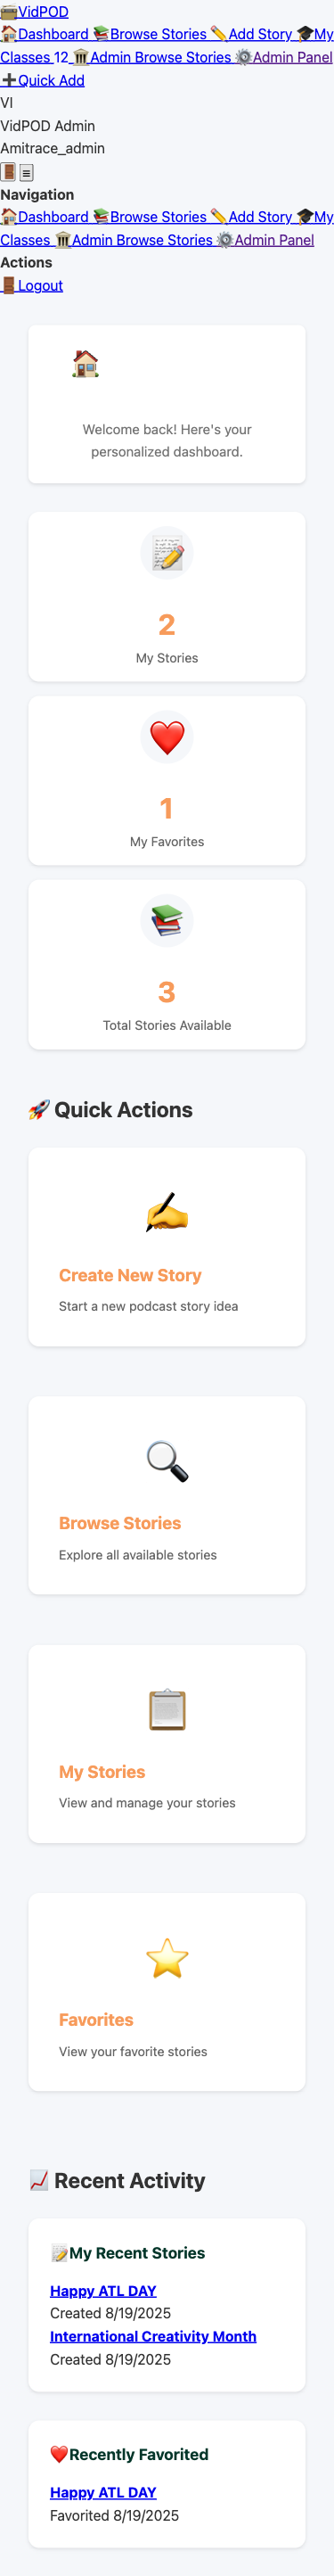 VidPOD
Dashboard Browse Stories Add Story My
Classes 12 Admin Browse Stories Admin Panel
Quick Add
VI
VidPOD Admin
Amitrace_admin
Navigation
Dashboard Browse Stories Add Story My
Classes Admin Browse Stories Admin Panel
Actions
Logout
Welcome back! Here's your
personalized dashboard.
2
My Stories
1
My Favorites
3
Total Stories Available
Quick Actions
Create New Story
Start a new podcast story idea
Browse Stories
Explore all available stories
My Stories
View and manage your stories
Favorites
View your favorite stories
Recent Activity
My Recent Stories
Happy ATL DAY
Created 8/19/2025
International Creativity Month
Created 8/19/2025
Recently Favorited
Happy ATL DAY
Favorited 8/19/2025